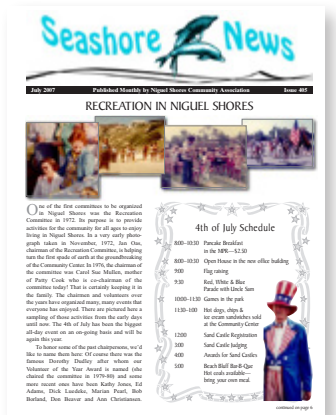 Seashore News
July 2007 Published Monthly by Niguel Shores Community Association Issue 405
RECREATION IN NIGUEL SHORES
One of the first committees to be organized
in Niguel Shores was the Recreation
Committee in 1972. Its purpose is to provide
activities for the community for all ages to enjoy
living in Niguel Shores. In a very early photo-
graph taken in November, 1972, Jan Oas,
chairman of the Recreation Committee, is helping
turn the first spade of earth at the groundbreaking
of the Community Center. In 1976, the chairman of
the committee was Carol Sue Mullen, mother
of Patty Cook who is co-chairman of the
committee today! That is certainly keeping it in
the family. The chairman and volunteers over
the years have organized many, many events that
everyone has enjoyed. There are pictured here a
sampling of those activities from the early days
until now. The 4th of July has been the biggest
all-day event on an on-going basis and will be
again this year.
To honor some of the past chairpersons, we'd
like to name them here: Of course there was the
famous Dorothy Dudley after whom our
Volunteer of the Year Award is named (she
chaired the committee in 1979-80) and some
more recent ones have been Kathy Jones, Ed
Adams, Dick Luedeke, Marian Pearl, Bob
Borland, Don Beaver and Ann Christiansen.
4th of July Schedule
8:00–10:30 Pancake Breakfast
in the MPR—$2.50
8:00–10:30 Open House in the new office building
9:00 Flag raising
9:30 Red, White & Blue
Parade with Uncle Sam
10:00–11:30 Games in the park
11:30–1:00 Hot dogs, chips &
ice cream sandwiches sold
at the Community Center
12:00 Sand Castle Registration
3:00 Sand Castle Judging
4:00 Awards for Sand Castles
5:00 Beach Bluff Bar-B-Que
Hot coals available—
bring your own meal.
continued on page 6